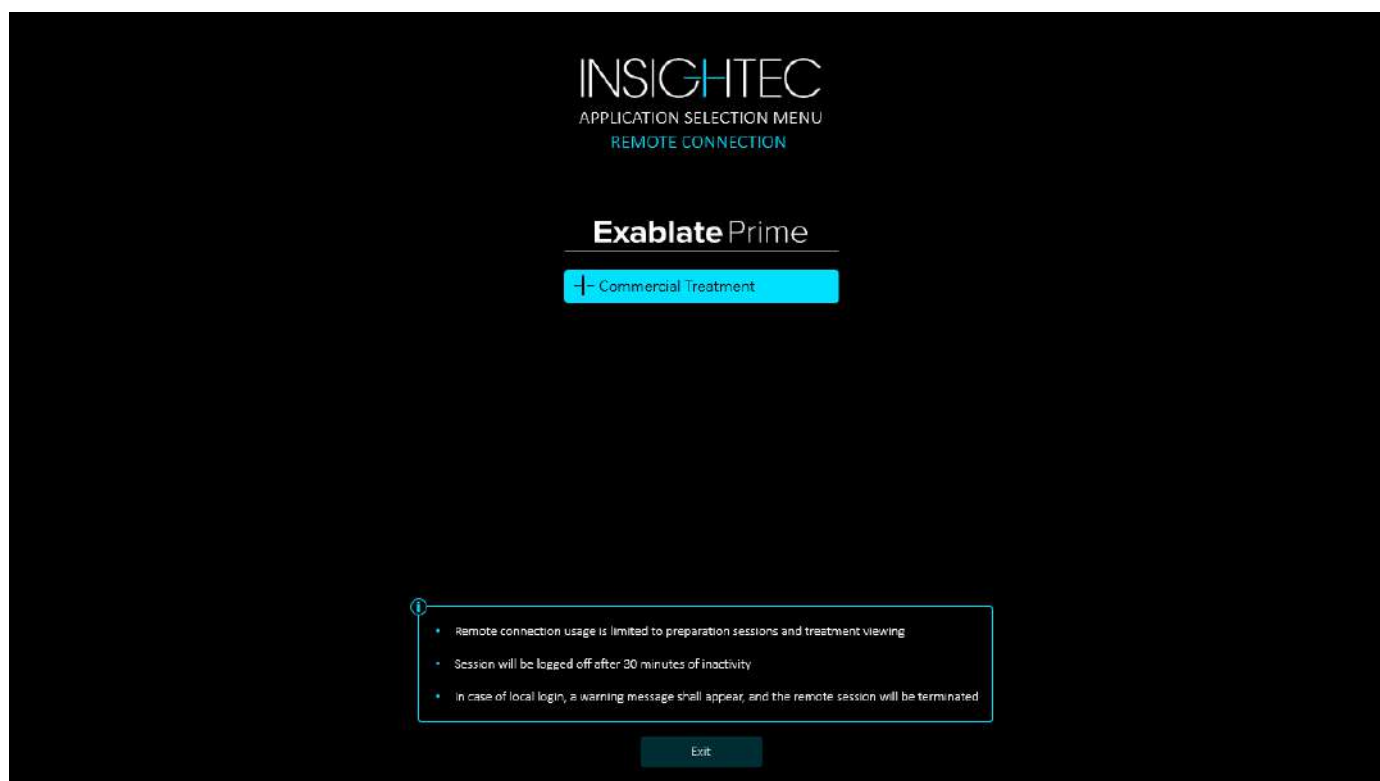 INSIGHTEC
APPLICATION SELECTION MENU
REMOTE CONNECTION
Exablate Prime
Commercial Treatment
Remote connection usage is limited to preparation sessions and treatment viewing
Session will be logged off after 30 minutes of inactivity
In case of local login, a warning message shall appear, and the remote session will be terminated
Exit